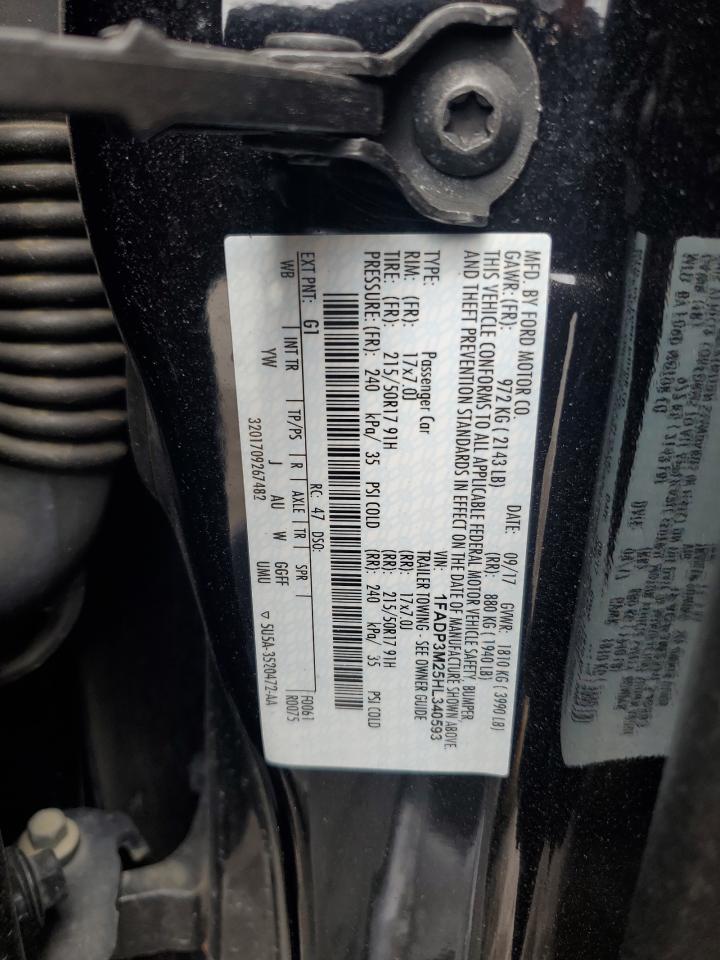 MFD. BY FORD MOTOR CO. DATE: 09/17 GVWR: 1810 KG ( 3990 LB)
GAWR: (FR): 972 KG ( 2143 LB) (RR): 880 KG ( 1940 LB)
THIS VEHICLE CONFORMS TO ALL APPLICABLE FEDERAL MOTOR VEHICLE SAFETY, BUMPER
AND THEFT PREVENTION STANDARDS IN EFFECT ON THE DATE OF MANUFACTURE SHOWN ABOVE.
VIN: 1FADP3M25HL340593
TYPE: Passenger Car TRAILER TOWING - SEE OWNER GUIDE
RIM: (FR): 17x7.0J (RR): 17x7.0J
TIRE: (FR): 215/50R17 91H (RR): 215/50R17 91H
PRESSURE: (FR): 240 kPa/ 35 PSI COLD (RR): 240 kPa/ 35 PSI COLD
EXT PNT: G1 RC: 47 DSO: F0061
WB INT TR TP/PS R AXLE TR SPR R0075
YW J AU W GGFF
UMU
3201709267482 ▽ 5U5A-3520472-AA